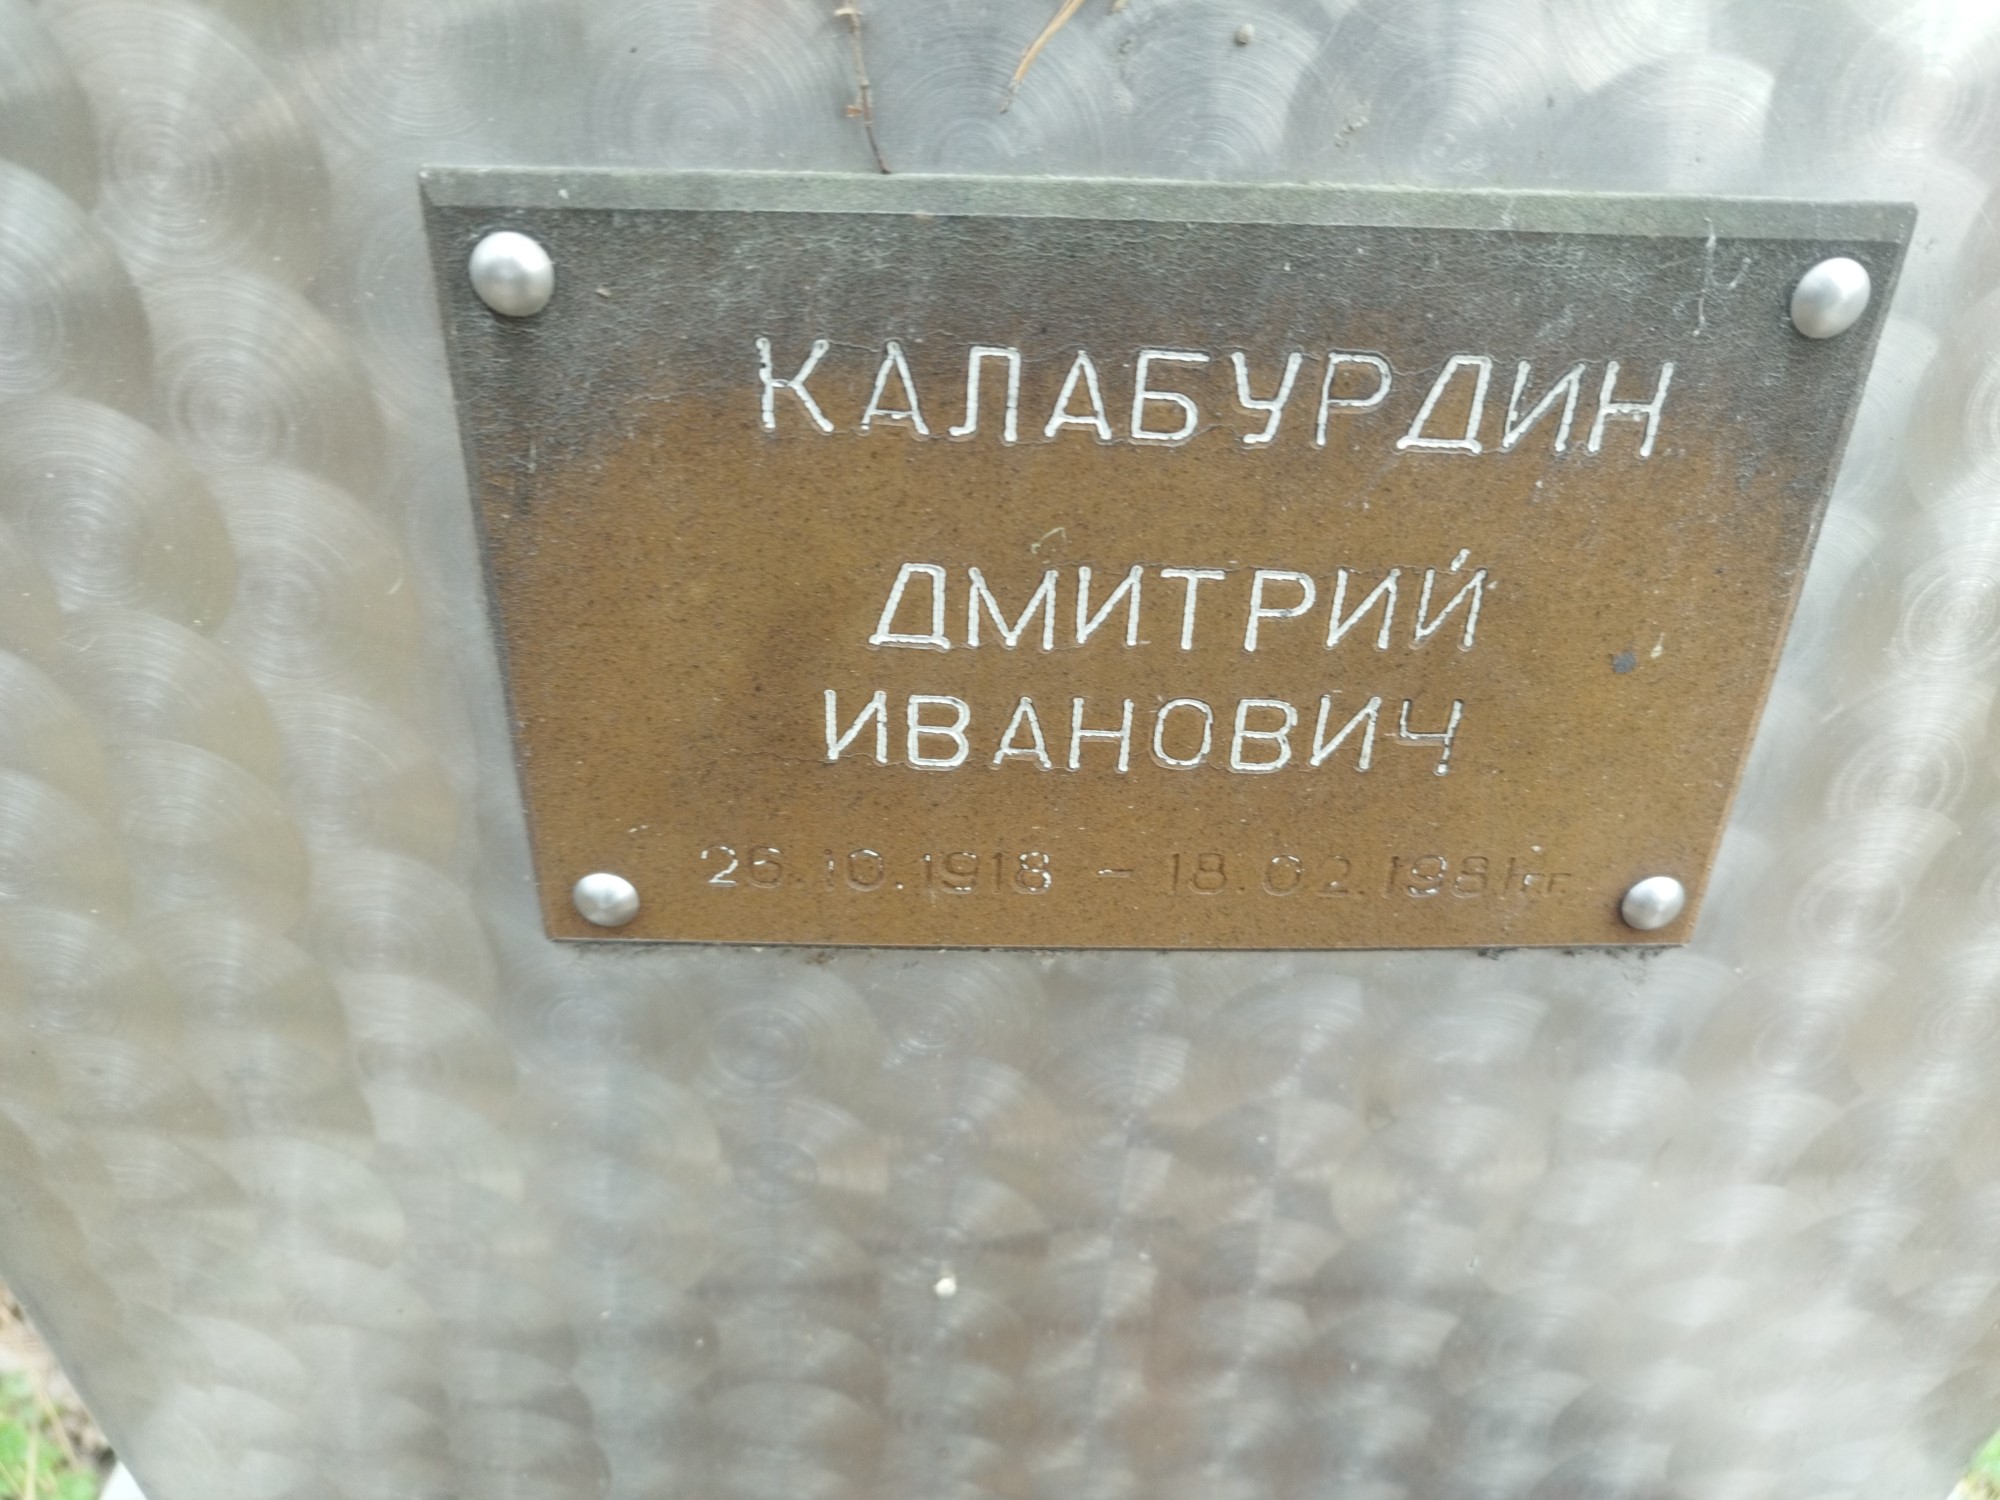 КАЛАБУРДИН
ДМИТРИЙ
ИВАНОВИЧ
26.10.1918 – 18.02.1981гг.